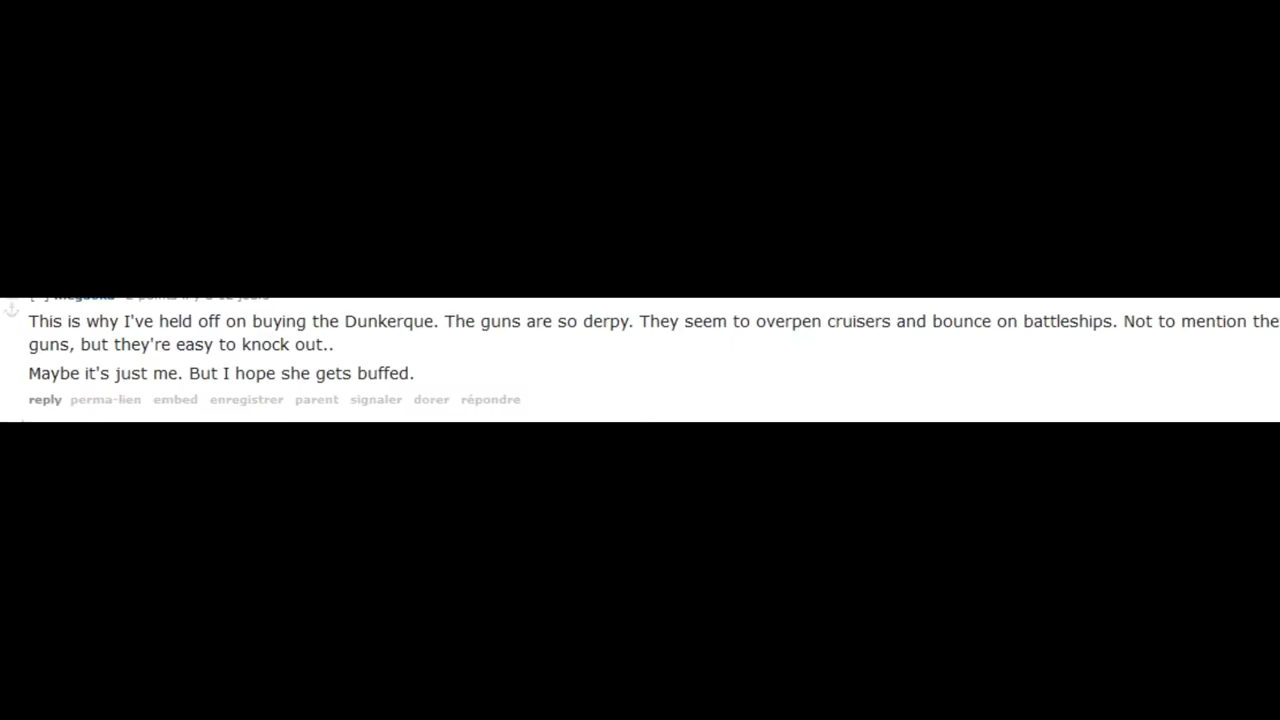 This is why I've held off on buying the Dunkerque. The guns are so derpy. They seem to overpen cruisers and bounce on battleships. Not to mention the
guns, but they're easy to knock out..
Maybe it's just me. But I hope she gets buffed.
reply perma-lien embed enregistrer parent signaler dorer répondre